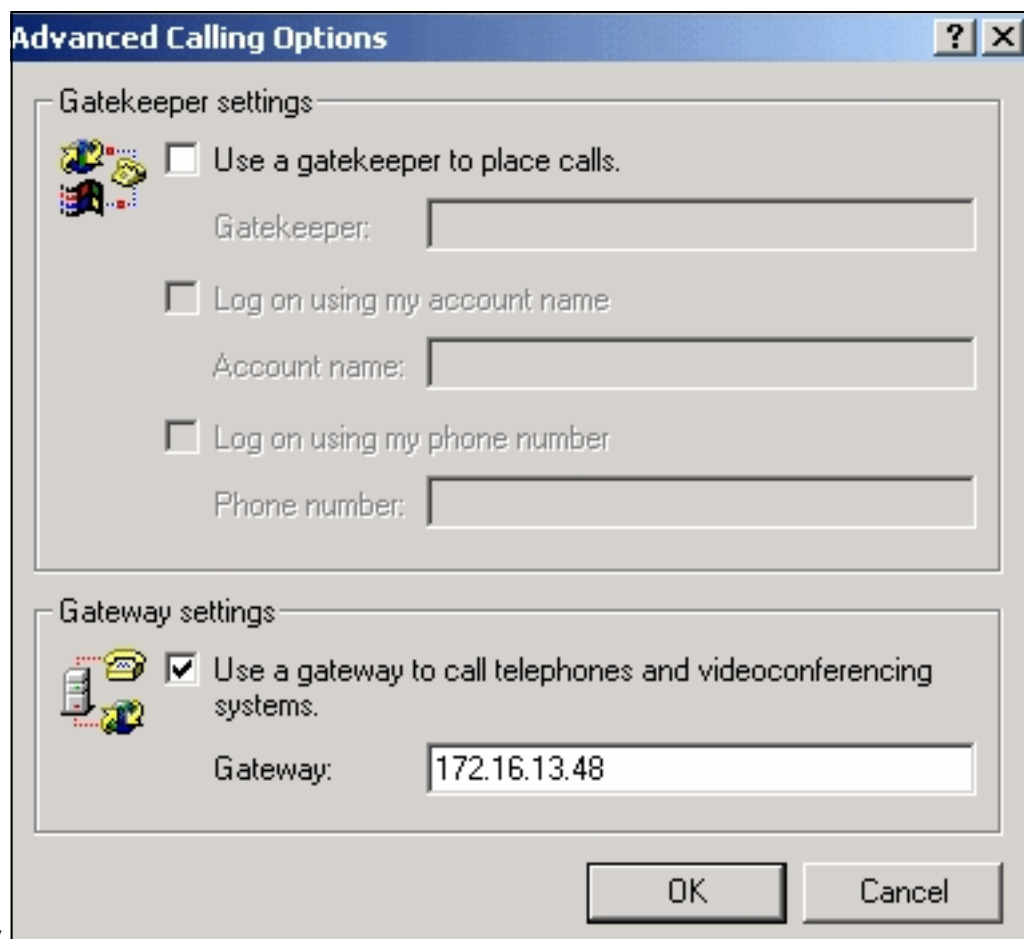 Advanced Calling Options
Gatekeeper settings
Use a gatekeeper to place calls.
Gatekeeper:
Log on using my account name
Account name:
Log on using my phone number
Phone number:
Gateway settings
Use a gateway to call telephones and videoconferencing
systems.
Gateway: 172.16.13.48
OK Cancel